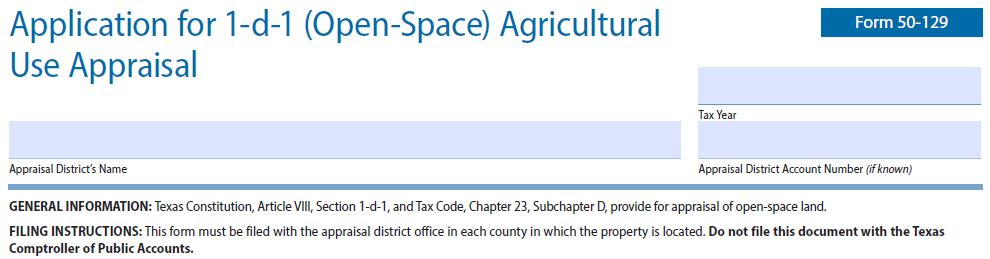 Application for 1-d-1 (Open-Space) Agricultural
Use Appraisal
Form 50-129
Tax Year
Appraisal District's Name
Appraisal District Account Number (if known)
GENERAL INFORMATION: Texas Constitution, Article VIII, Section 1-d-1, and Tax Code, Chapter 23, Subchapter D, provide for appraisal of open-space land.
FILING INSTRUCTIONS: This form must be filed with the appraisal district office in each county in which the property is located. Do not file this document with the Texas
Comptroller of Public Accounts.